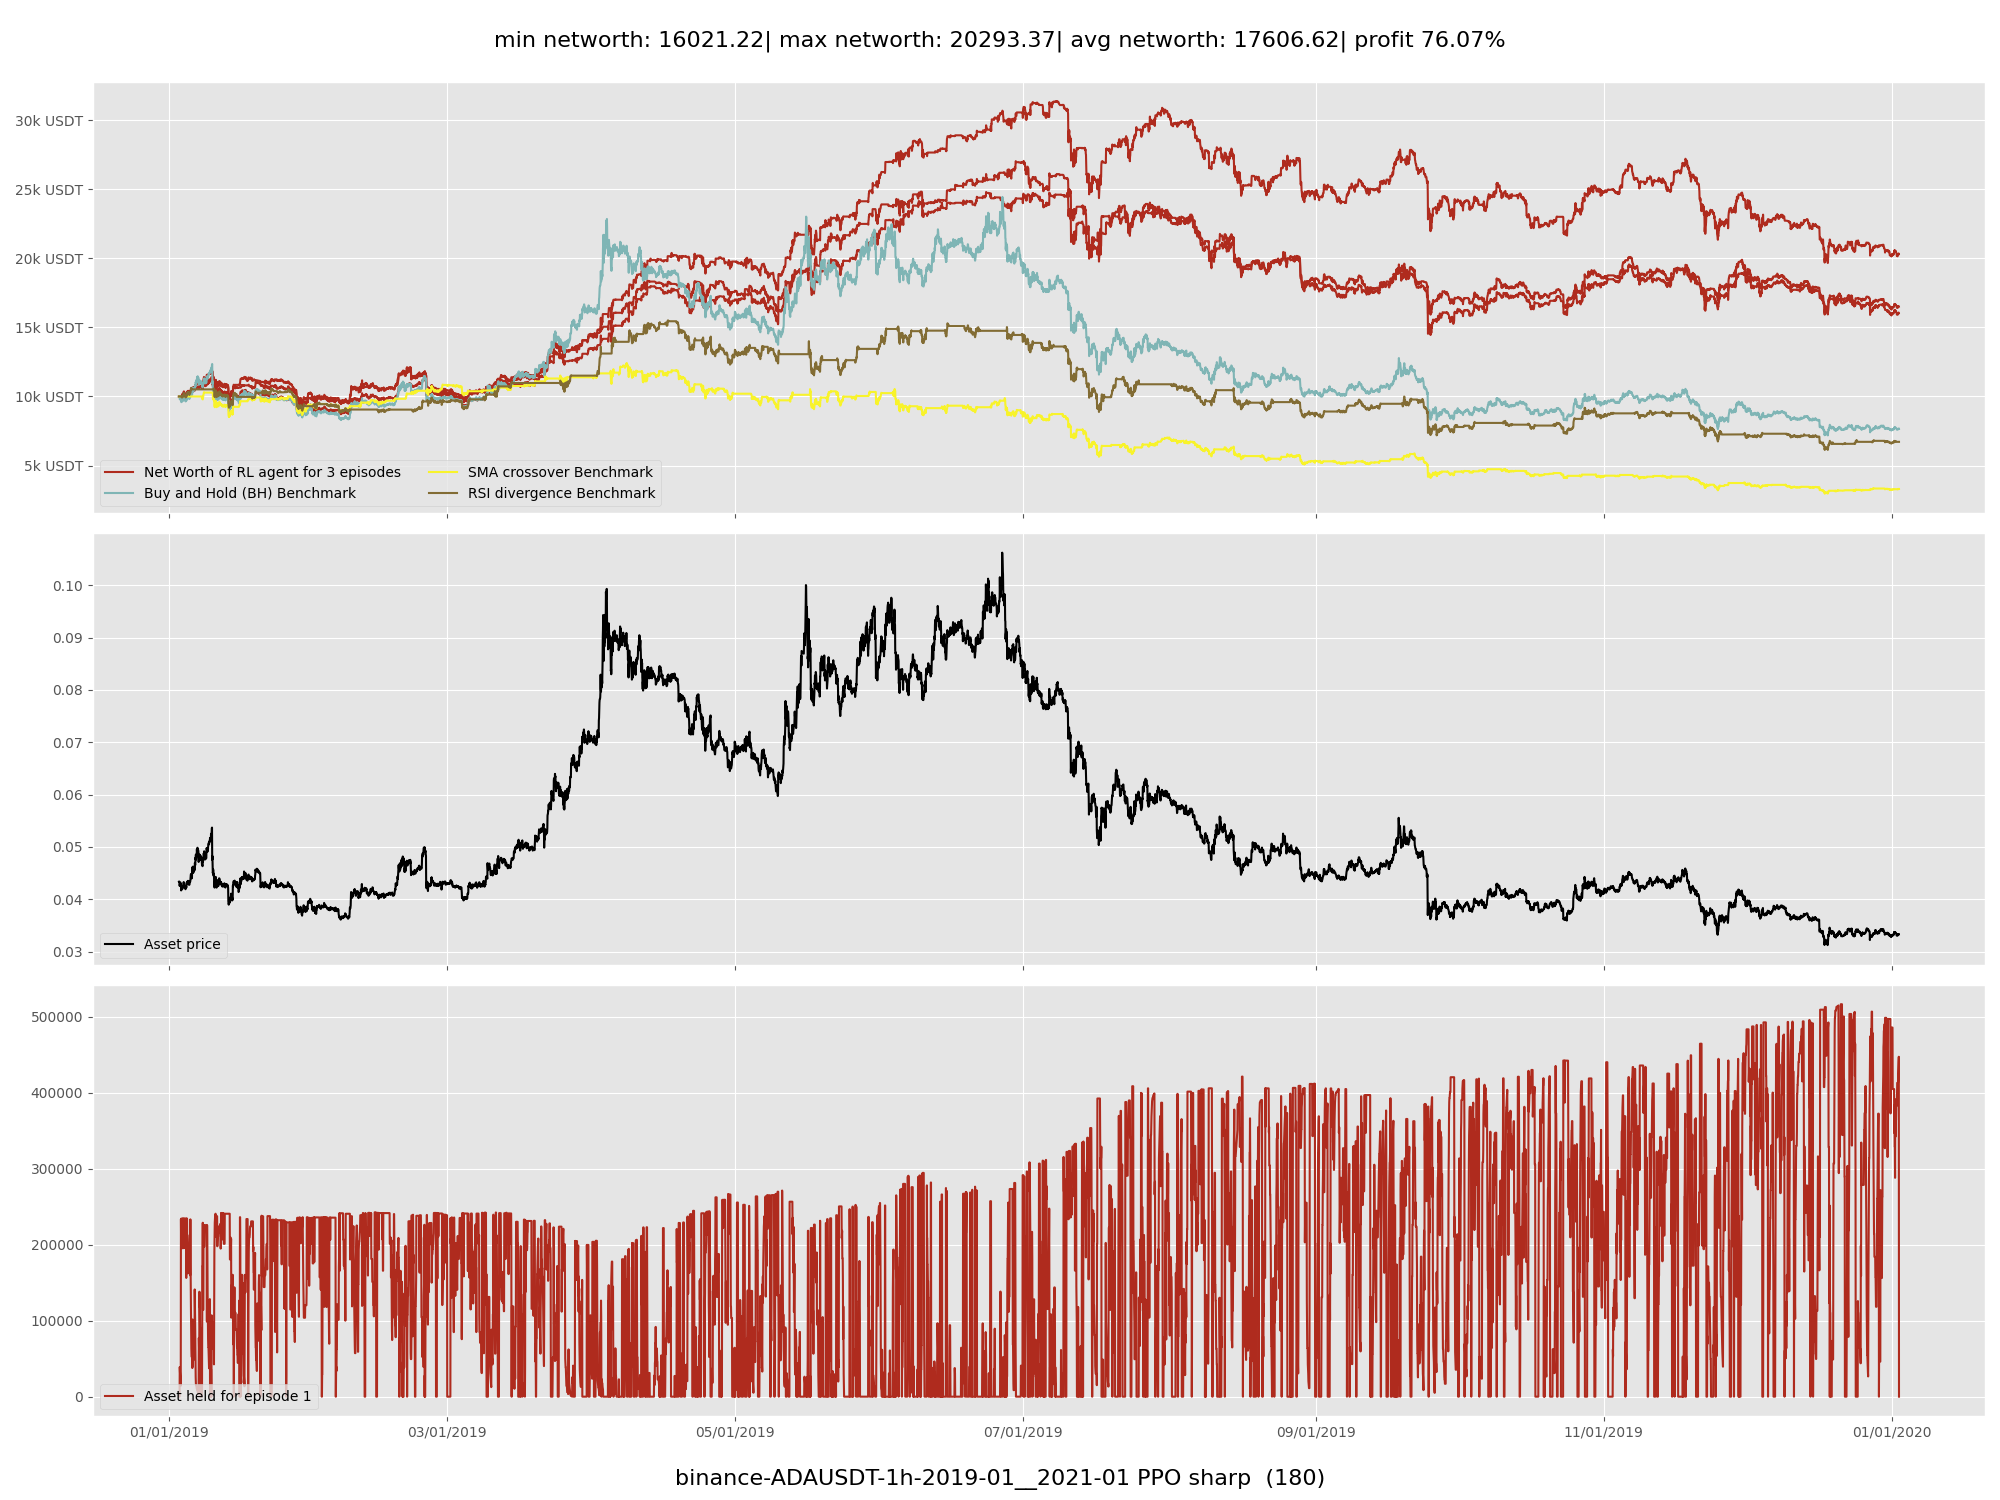 min networth: 16021.22| max networth: 20293.37| avg networth: 17606.62| profit 76.07%
30k USDT
25k USDT
20k USDT
15k USDT
10k USDT
5k USDT
Net Worth of RL agent for 3 episodes
Buy and Hold (BH) Benchmark
SMA crossover Benchmark
RSI divergence Benchmark
0.10
0.09
0.08
0.07
0.06
0.05
0.04
0.03
Asset price
500000
400000
300000
200000
100000
0
Asset held for episode 1
01/01/2019 03/01/2019 05/01/2019 07/01/2019 09/01/2019 11/01/2019 01/01/2020
binance-ADAUSDT-1h-2019-01__2021-01 PPO sharp (180)